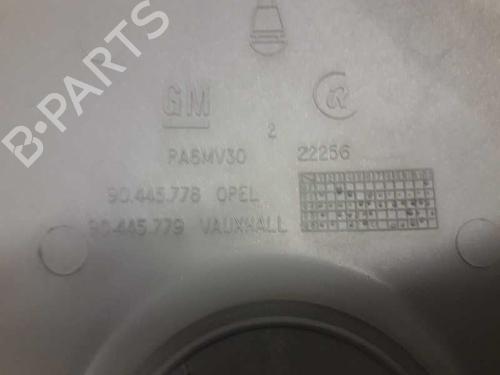 B-PARTS
GM
2
PA6MV30 22256
90.445.778 OPEL
90.445.779 VAUXHALL